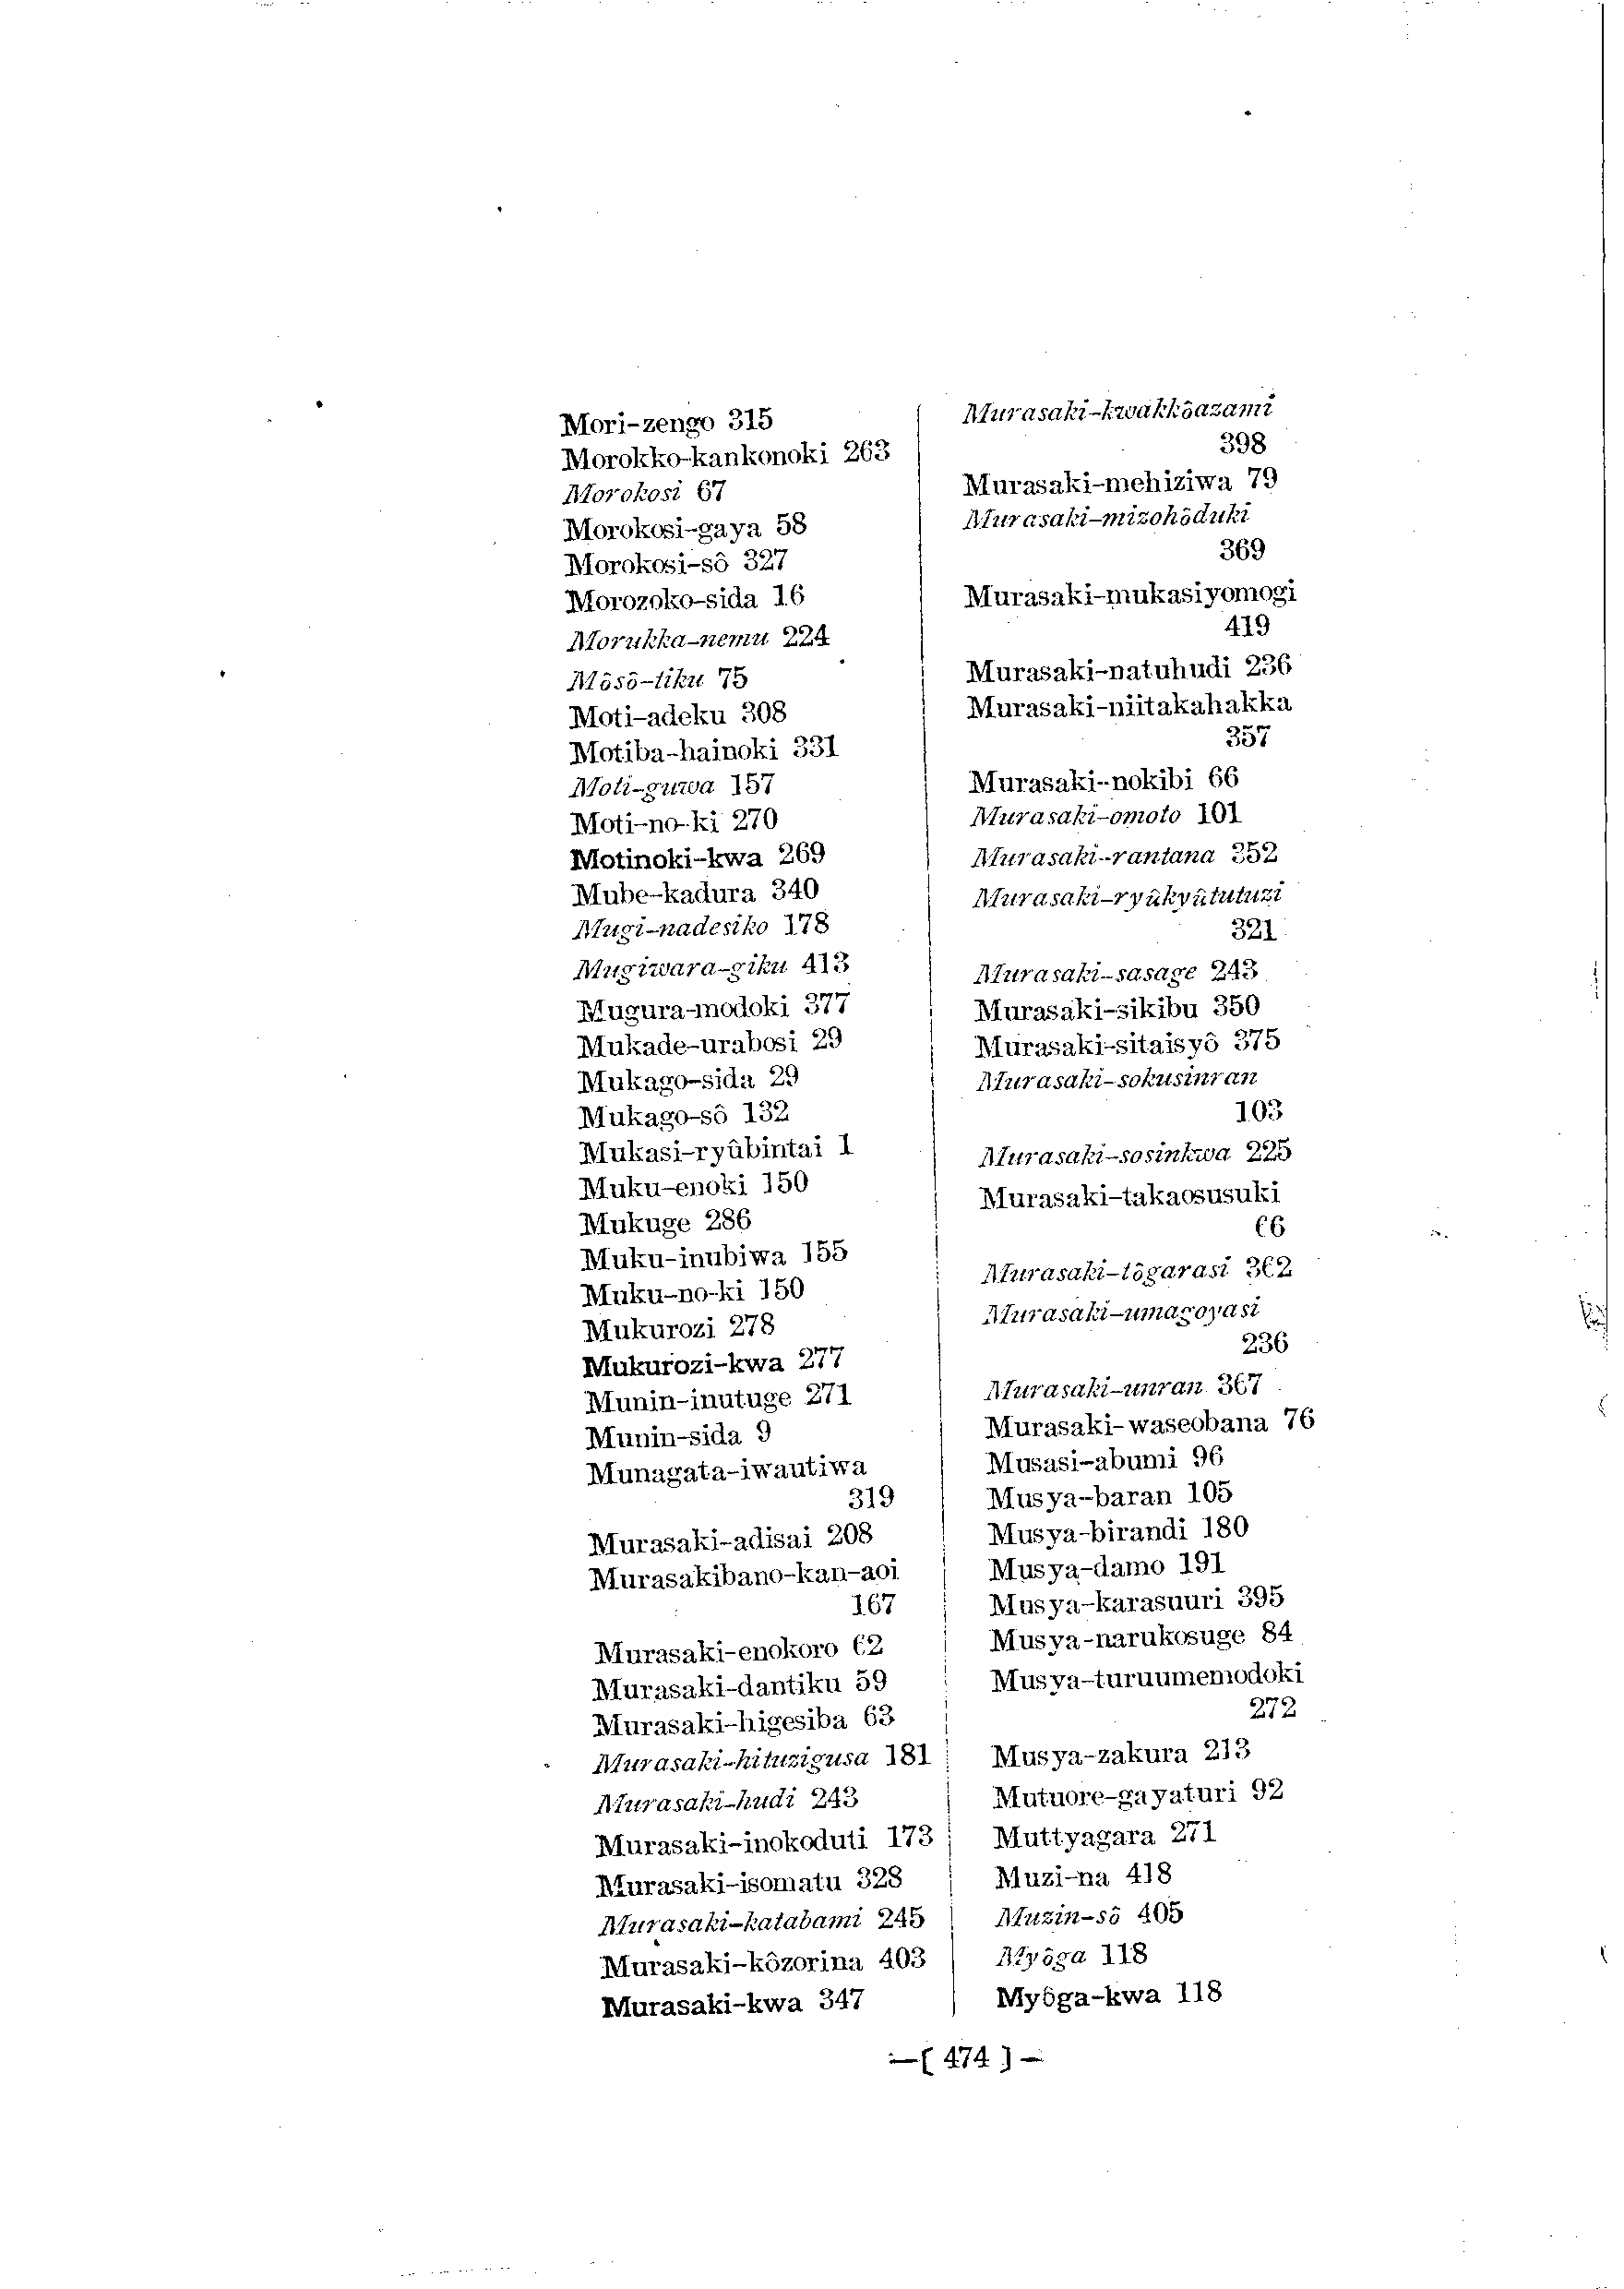 Mori-zengo 315
Morokko-kankonoki 263
Morokosi 67
Morokosi-gaya 58
Morokosi-sô 327
Morozoko-sida 16
Morukka-nemu 224
Môsô-tiku 75
Moti-adeku 308
Motiba-hainoki 331
Moti-guwa 157
Moti-no-ki 270
Motinoki-kwa 269
Mube-kadura 340
Mugi-nadesiko 178
Mugiwara-giku 413
Mugura-modoki 377
Mukade-urabosi 29
Mukago-sida 29
Mukago-sô 132
Mukasi-ryûbintai 1
Muku-enoki 150
Mukuge 286
Muku-inubiwa 155
Muku-no-ki 150
Mukurozi 278
Mukurozi-kwa 277
Munin-inutuge 271
Munin-sida 9
Munagata-iwautiwa
319
Murasaki-adisai 208
Murasakibano-kan-aoi
167
Murasaki-enokoro 62
Murasaki-dantiku 59
Murasaki-higesiba 63
Murasaki-hituzigusa 181
Murasaki-hudi 243
Murasaki-inokoduti 173
Murasaki-isomatu 328
Murasaki-katabami 245
Murasaki-kôzorina 403
Murasaki-kwa 347
Murasaki-kwakkôazami
398
Murasaki-mehiziwa 79
Murasaki-mizohôduki
369
Murasaki-mukasiyomogi
419
Murasaki-natuhudi 236
Murasaki-niitakahakka
357
Murasaki-nokibi 66
Murasaki-omoto 101
Murasaki-rantana 352
Murasaki-ryûkyûtutuzi
321
Murasaki-sasage 243
Murasaki-sikibu 350
Murasaki-sitaisyô 375
Murasaki-sokusinran
103
Murasaki-sosinkwa 225
Murasaki-takaosusuki
66
Murasaki-tôgarasi 362
Murasaki-umagoyasi
236
Murasaki-unran 367
Murasaki-waseobana 76
Musasi-abumi 96
Musya-baran 105
Musya-birandi 180
Musya-damo 191
Musya-karasuuri 395
Musya-narukosuge 84
Musya-turuumemodoki
272
Musya-zakura 213
Mutuore-gayaturi 92
Muttyagara 271
Muzi-na 418
Muzin-sô 405
Myôga 118
Myôga-kwa 118
—( 474 )—